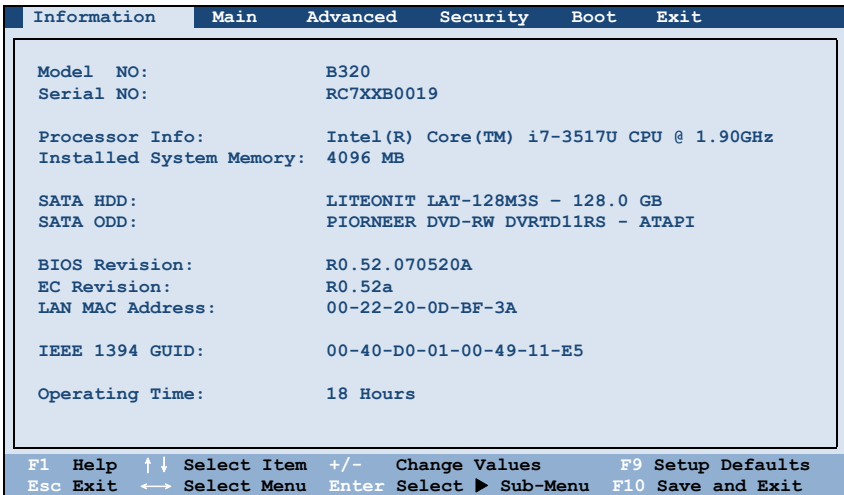 Information Main Advanced Security Boot Exit
Model NO: B320
Serial NO: RC7XXB0019
Processor Info: Intel(R) Core(TM) i7-3517U CPU @ 1.90GHz
Installed System Memory: 4096 MB
SATA HDD: LITEONIT LAT-128M3S – 128.0 GB
SATA ODD: PIORNEER DVD-RW DVRTD11RS - ATAPI
BIOS Revision: R0.52.070520A
EC Revision: R0.52a
LAN MAC Address: 00-22-20-0D-BF-3A
IEEE 1394 GUID: 00-40-D0-01-00-49-11-E5
Operating Time: 18 Hours
F1 Help ↑↓ Select Item +/- Change Values F9 Setup Defaults
Esc Exit ←→ Select Menu Enter Select ▶ Sub-Menu F10 Save and Exit